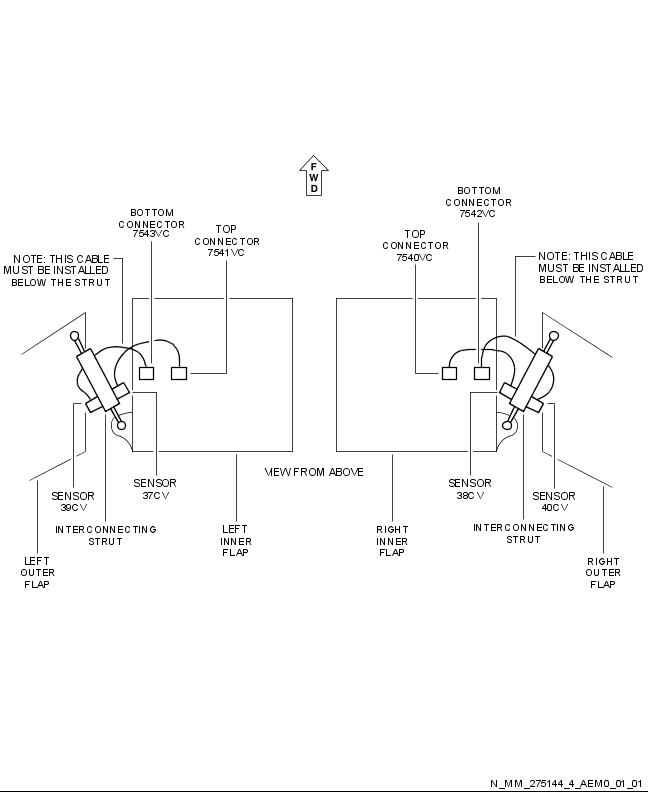 FWD
BOTTOM
CONNECTOR
7543VC
TOP
CONNECTOR
7541VC
NOTE: THIS CABLE
MUST BE INSTALLED
BELOW THE STRUT
BOTTOM
CONNECTOR
7542VC
TOP
CONNECTOR
7540VC
NOTE: THIS CABLE
MUST BE INSTALLED
BELOW THE STRUT
VIEW FROM ABOVE
SENSOR
39CV
SENSOR
37CV
INTERCONNECTING
STRUT
LEFT
INNER
FLAP
LEFT
OUTER
FLAP
SENSOR
38CV
SENSOR
40CV
RIGHT
INNER
FLAP
INTERCONNECTING
STRUT
RIGHT
OUTER
FLAP
N_MM_275144_4_AEM0_01_01